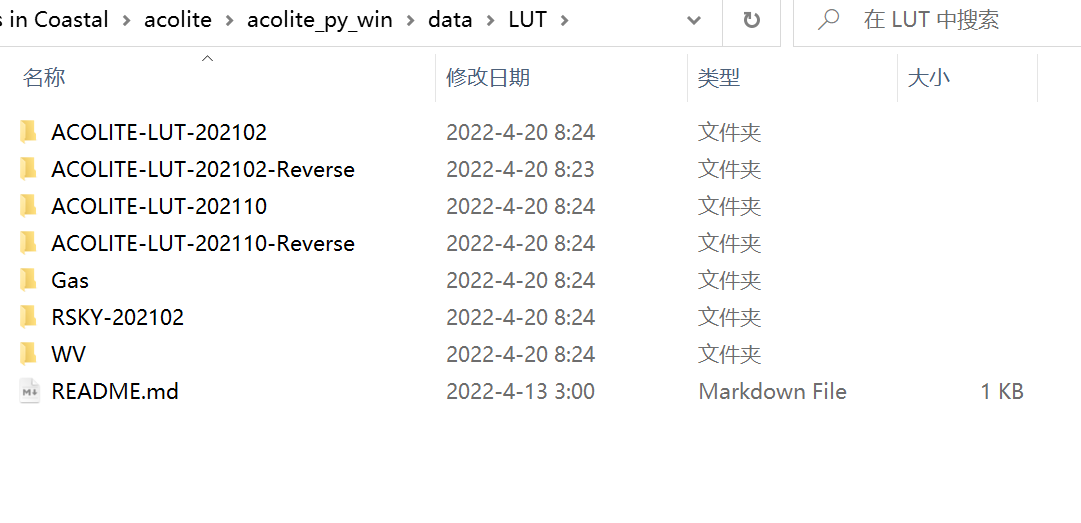 s in Coastal > acolite > acolite_py_win > data > LUT > 在 LUT 中搜索
名称 修改日期 类型 大小
ACOLITE-LUT-202102 2022-4-20 8:24 文件夹
ACOLITE-LUT-202102-Reverse 2022-4-20 8:23 文件夹
ACOLITE-LUT-202110 2022-4-20 8:24 文件夹
ACOLITE-LUT-202110-Reverse 2022-4-20 8:24 文件夹
Gas 2022-4-20 8:24 文件夹
RSKY-202102 2022-4-20 8:24 文件夹
WV 2022-4-20 8:24 文件夹
README.md 2022-4-13 3:00 Markdown File 1 KB